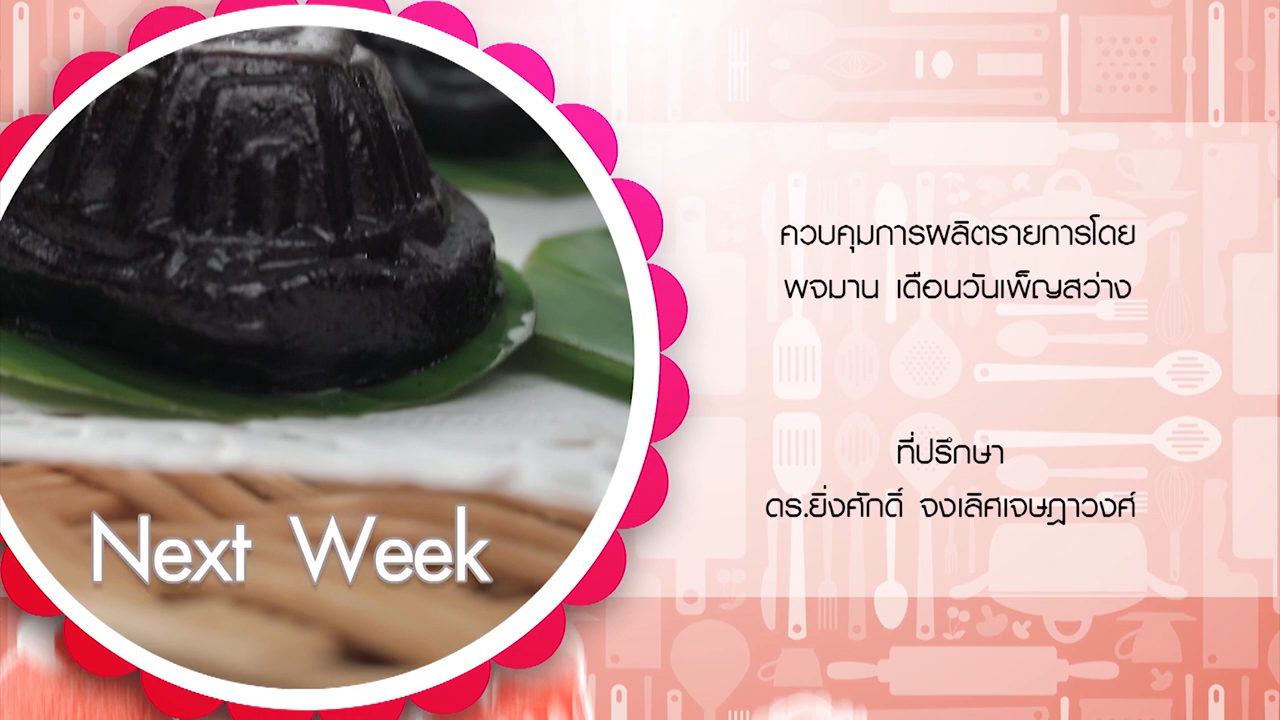 ควบคุมการผลิตรายการโดย
พจมาน เดือนวันเพ็ญสว่าง
ที่ปรึกษา
ดร.ยิ่งศักดิ์ จงเลิศเจษฎาวงศ์
Next Week